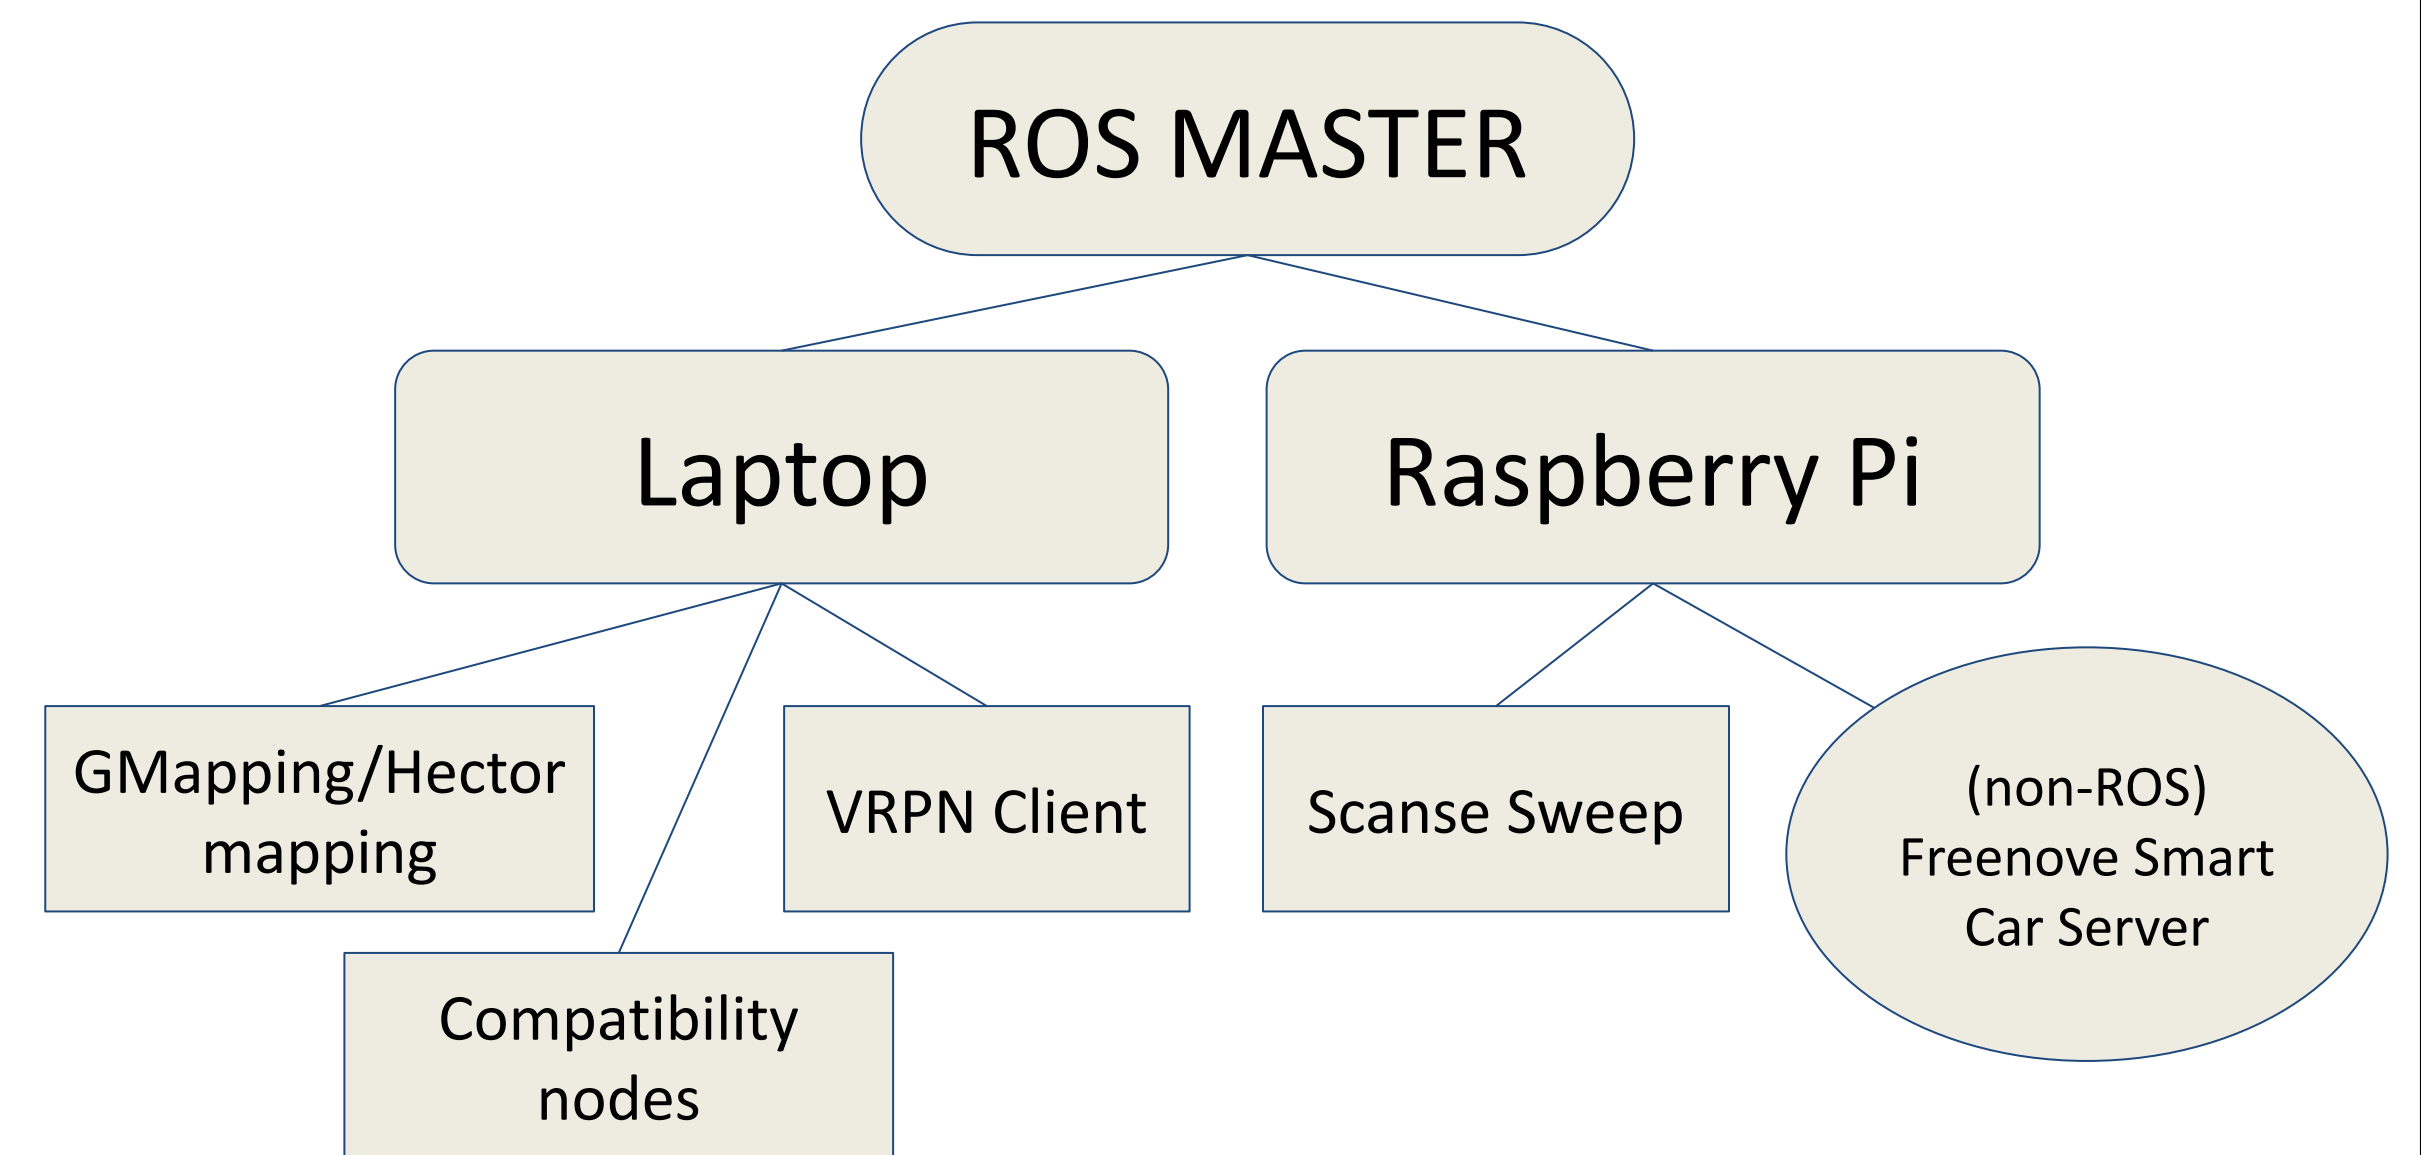 ROS MASTER
Laptop
Raspberry Pi
GMapping/Hector
mapping
VRPN Client
Scanse Sweep
(non-ROS)
Freenove Smart
Car Server
Compatibility
nodes